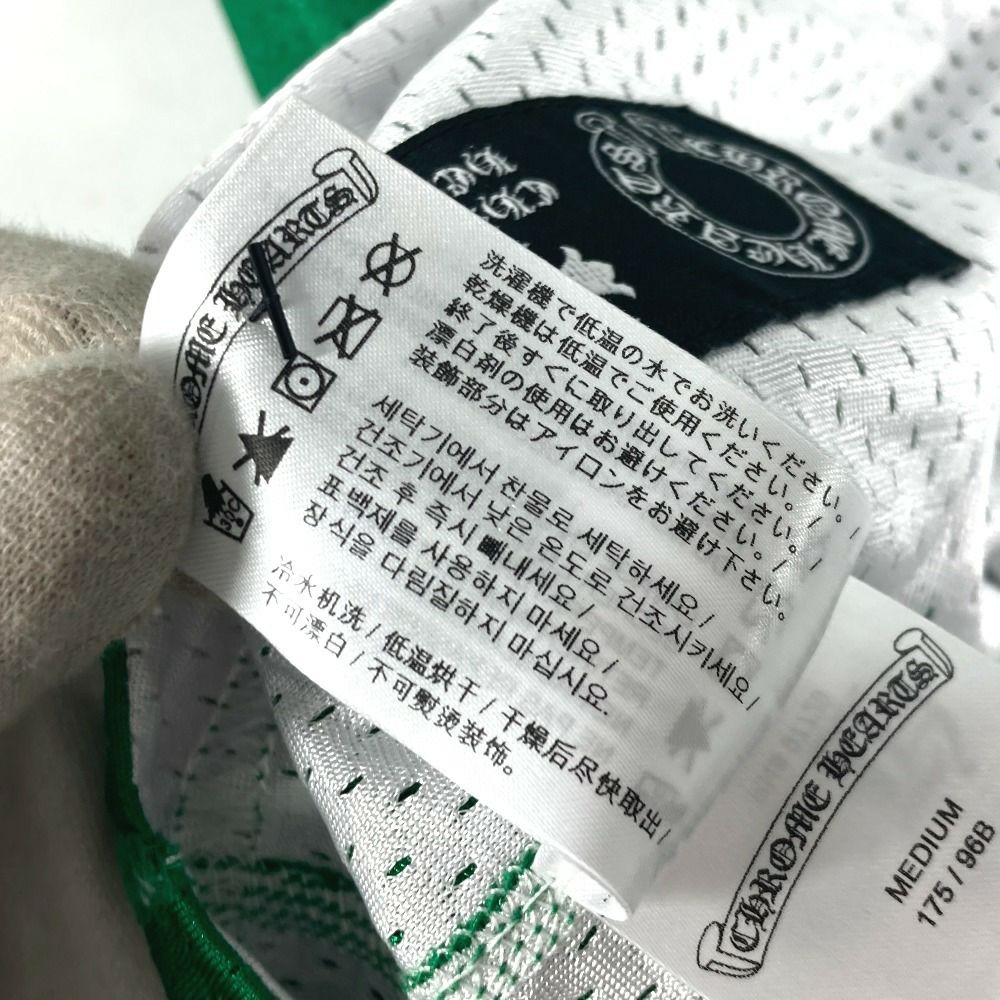 CHROME HEARTS
CHROME HEARTS
30C
洗濯機で低温の水でお洗いください。/
乾燥機は低温でご使用ください。/
終了後すぐに取り出してください。/
漂白剤の使用はお避けください。/
装飾部分はアイロンをお避け下さい。
세탁기에서 찬물로 세탁하세요/
건조기에서 낮은 온도로 건조시키세요/
건조 후 즉시 빼내세요/
표백제를 사용하지 마세요/
장식을 다림질하지 마십시요.
冷水机洗/低温烘干/干燥后尽快取出/
不可漂白/不可熨烫装饰。
CHROME HEARTS
MEDIUM
175 / 96B